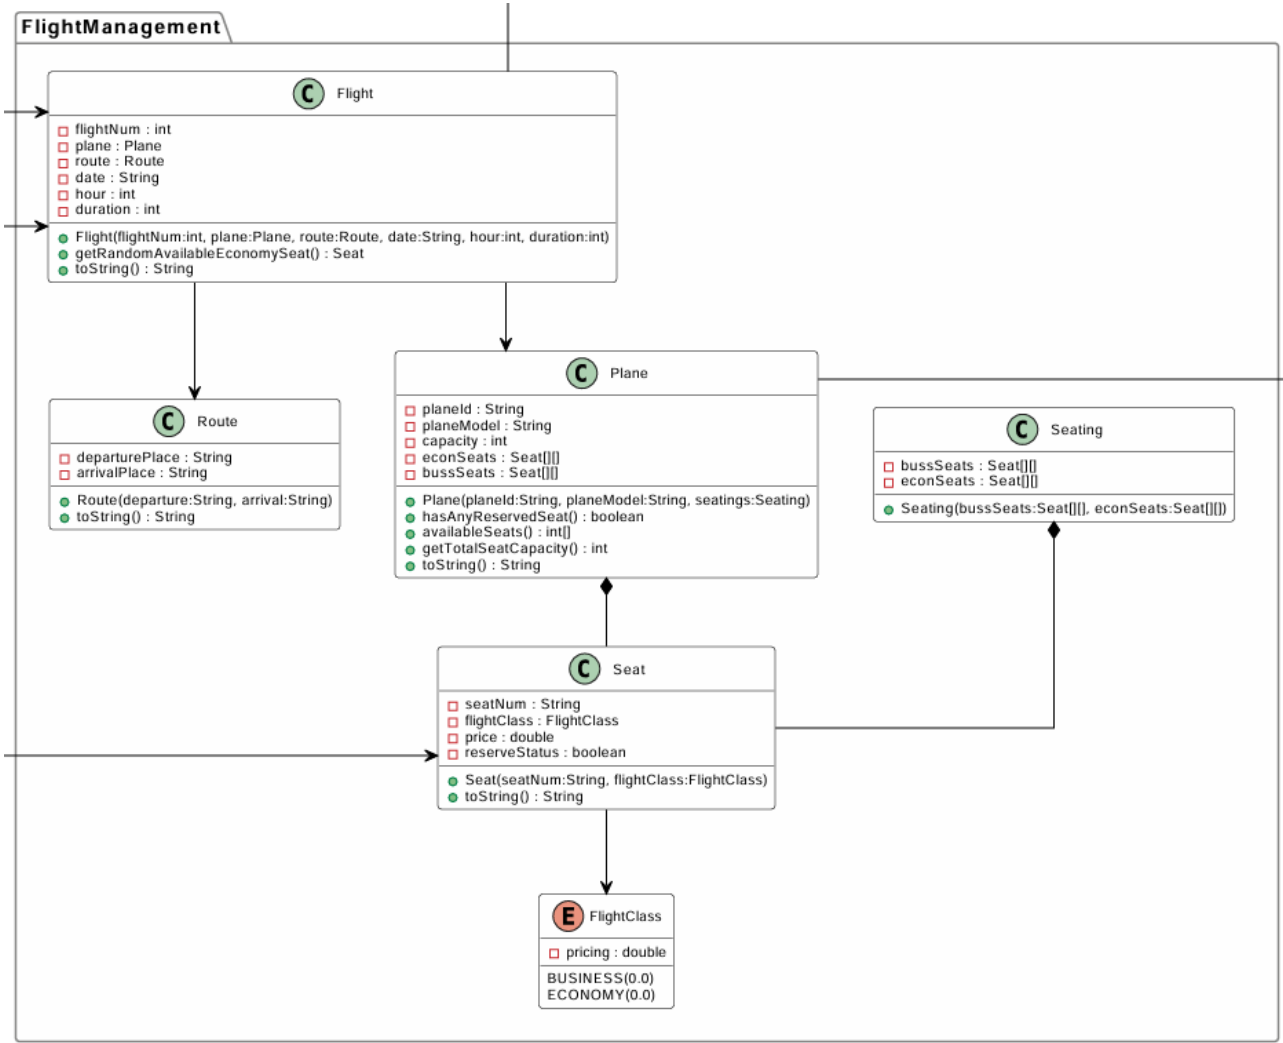 FlightManagement
C Flight
flightNum : int
plane : Plane
route : Route
date : String
hour : int
duration : int
Flight(flightNum:int, plane:Plane, route:Route, date:String, hour:int, duration:int)
getRandomAvailableEconomySeat() : Seat
toString() : String
C Route
departurePlace : String
arrivalPlace : String
Route(departure:String, arrival:String)
toString() : String
C Plane
planeId : String
planeModel : String
capacity : int
econSeats : Seat[][]
bussSeats : Seat[][]
Plane(planeId:String, planeModel:String, seatings:Seating)
hasAnyReservedSeat() : boolean
availableSeats() : int[]
getTotalSeatCapacity() : int
toString() : String
C Seating
bussSeats : Seat[][]
econSeats : Seat[][]
Seating(bussSeats:Seat[][], econSeats:Seat[][])
C Seat
seatNum : String
flightClass : FlightClass
price : double
reserveStatus : boolean
Seat(seatNum:String, flightClass:FlightClass)
toString() : String
E FlightClass
pricing : double
BUSINESS(0.0)
ECONOMY(0.0)